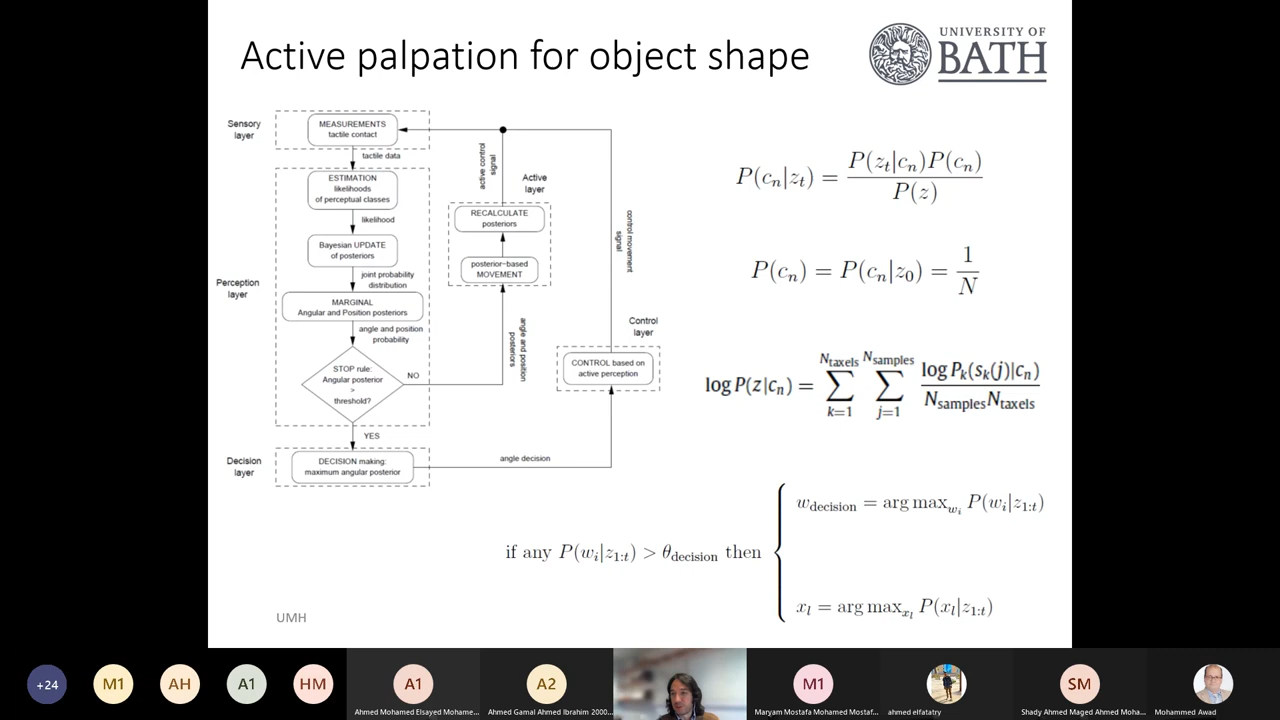 Active palpation for object shape
UNIVERSITY OF
BATH
Sensory
layer
MEASUREMENTS
tactile contact
tactile data
ESTIMATION
likelihoods
of perceptual classes
likelihood
Bayesian UPDATE
of posteriors
joint probability
distribution
Perception
layer
MARGINAL
Angular and Position posteriors
angle and position
probability
STOP rule:
Angular posterior
>
threshold?
NO
YES
Decision
layer
DECISION making:
maximum angular posterior
angle decision
active control
signal
Active
layer
RECALCULATE
posteriors
posterior-based
MOVEMENT
angle and position
posteriors
control movement
signal
Control
layer
CONTROL based on
active perception
P(c_n|z_t) = P(z_t|c_n)P(c_n) / P(z)
P(c_n) = P(c_n|z_0) = 1 / N
log P(z|c_n) = ∑_{k=1}^{N_taxels} ∑_{j=1}^{N_samples} log P_k(s_k(j)|c_n) / N_samples N_taxels
if any P(w_i|z_{1:t}) > θ_decision then
w_decision = arg max_{w_i} P(w_i|z_{1:t})
x_l = arg max_{x_l} P(x_l|z_{1:t})
UMH
+24
M1
AH
A1
HM
A1
Ahmed Mohamed Elsayed Mohame...
A2
Ahmed Gamal Ahmed Ibrahim 2000...
M1
Maryam Mostafa Mohamed Mostaf...
ahmed elfatatry
SM
Shady Ahmed Maged Ahmed Moha...
Mohammed Awad